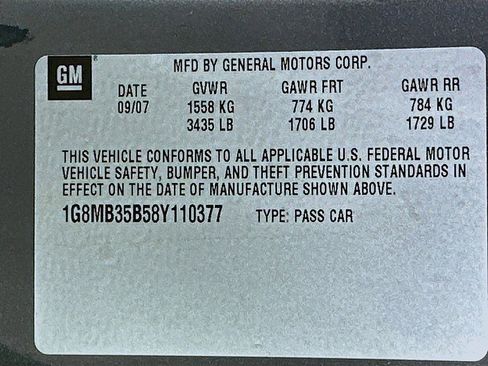 GM
MFD BY GENERAL MOTORS CORP.
DATE GVWR GAWR FRT GAWR RR
09/07 1558 KG 774 KG 784 KG
3435 LB 1706 LB 1729 LB
THIS VEHICLE CONFORMS TO ALL APPLICABLE U.S. FEDERAL MOTOR
VEHICLE SAFETY, BUMPER, AND THEFT PREVENTION STANDARDS IN
EFFECT ON THE DATE OF MANUFACTURE SHOWN ABOVE.
1G8MB35B58Y110377 TYPE: PASS CAR